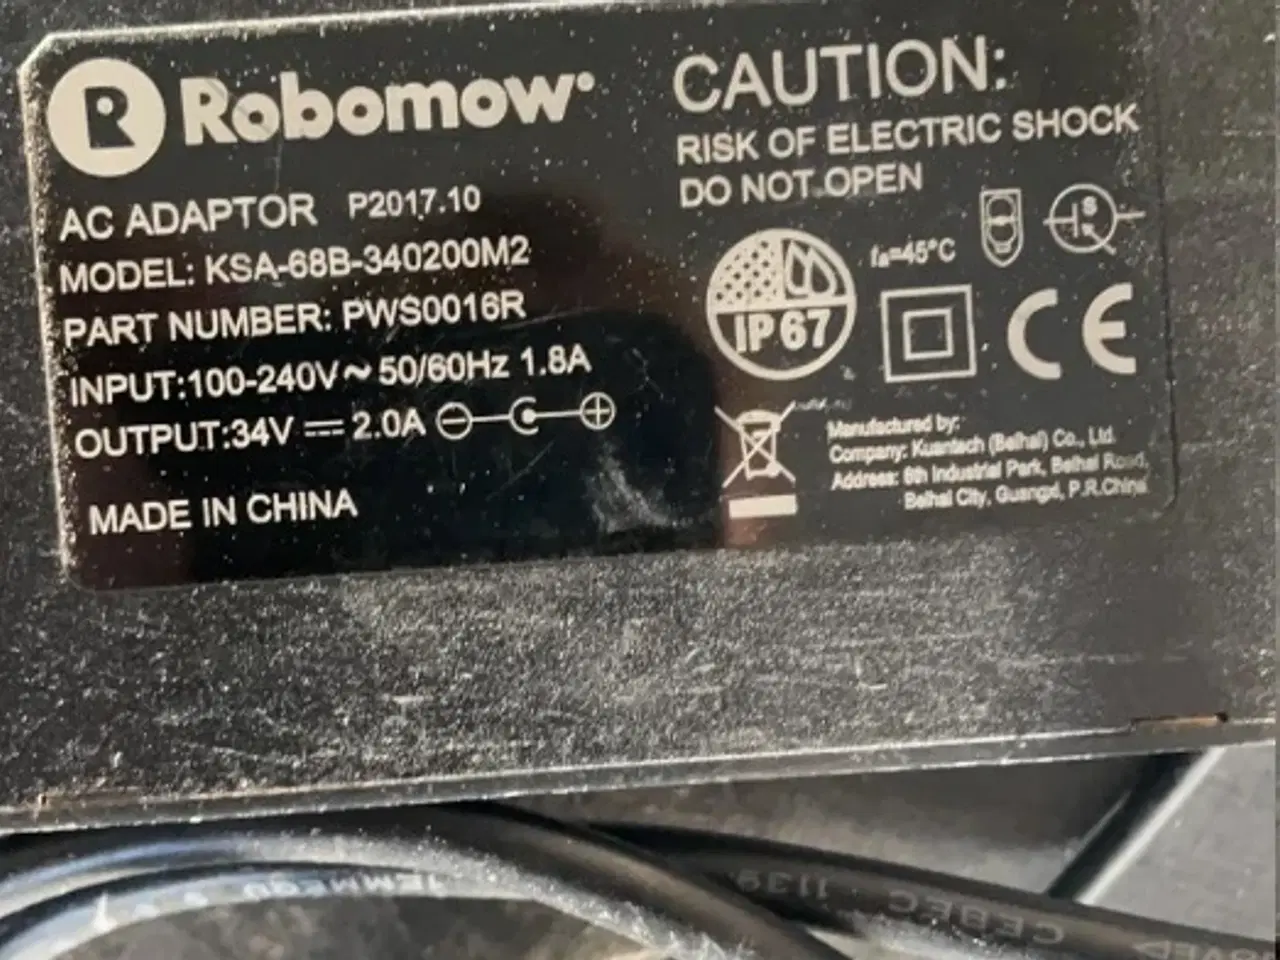 R Robomow
AC ADAPTOR P2017.10
MODEL: KSA-68B-340200M2
PART NUMBER: PWS0016R
INPUT:100-240V~ 50/60Hz 1.8A
OUTPUT:34V ⎓ 2.0A
MADE IN CHINA
CAUTION:
RISK OF ELECTRIC SHOCK
DO NOT OPEN
ta=45°C
S
IP67
CE
Manufactured by:
Company: Kuantech (Beihai) Co., Ltd.
Address: 6th Industrial Park, Beihai Road,
Beihai City, Guangxi, P.R.China
CEBEC